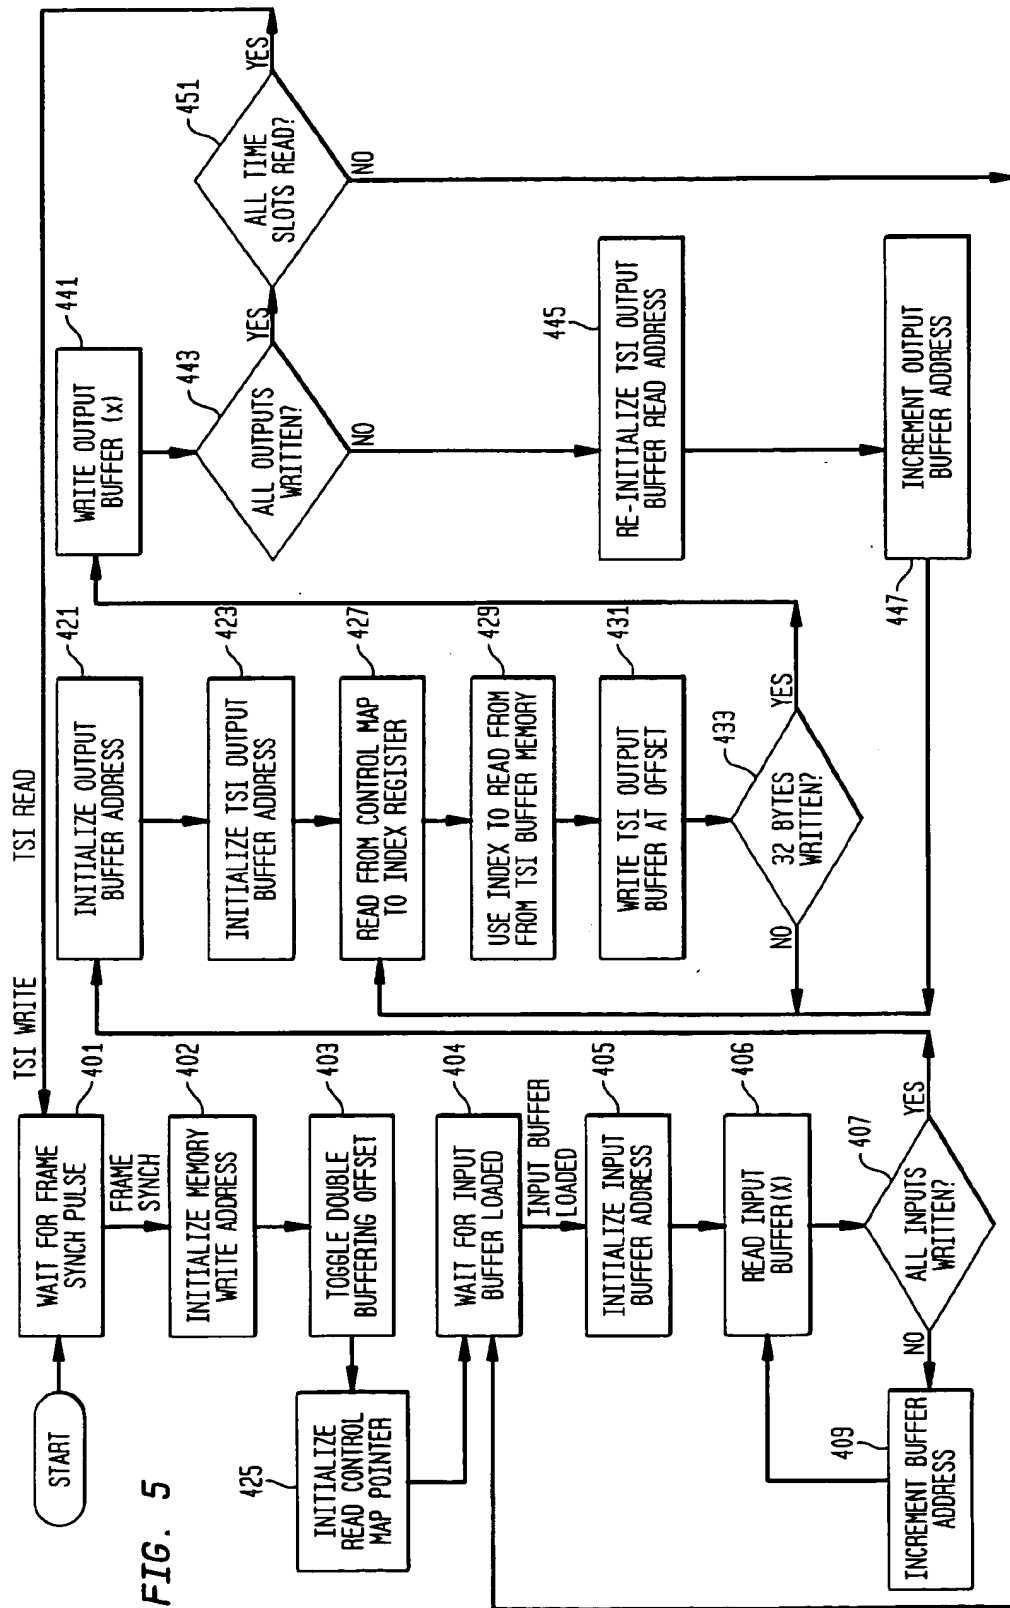 FIG. 5
START
TSI WRITE
TSI READ
WAIT FOR FRAME
SYNCH PULSE
401
FRAME
SYNCH
INITIALIZE MEMORY
WRITE ADDRESS
402
TOGGLE DOUBLE
BUFFERING OFFSET
403
INITIALIZE
READ CONTROL
MAP POINTER
425
WAIT FOR INPUT
BUFFER LOADED
404
INPUT BUFFER
LOADED
INITIALIZE INPUT
BUFFER ADDRESS
405
READ INPUT
BUFFER(X)
406
ALL INPUTS
WRITTEN?
407
NO
YES
INCREMENT BUFFER
ADDRESS
409
INITIALIZE OUTPUT
BUFFER ADDRESS
421
INITIALIZE TSI OUTPUT
BUFFER ADDRESS
423
READ FROM CONTROL MAP
TO INDEX REGISTER
427
USE INDEX TO READ FROM
FROM TSI BUFFER MEMORY
429
WRITE TSI OUTPUT
BUFFER AT OFFSET
431
32 BYTES
WRITTEN?
433
NO
YES
WRITE OUTPUT
BUFFER (x)
441
ALL OUTPUTS
WRITTEN?
443
YES
NO
ALL TIME
SLOTS READ?
451
YES
NO
RE-INITIALIZE TSI OUTPUT
BUFFER READ ADDRESS
445
INCREMENT OUTPUT
BUFFER ADDRESS
447